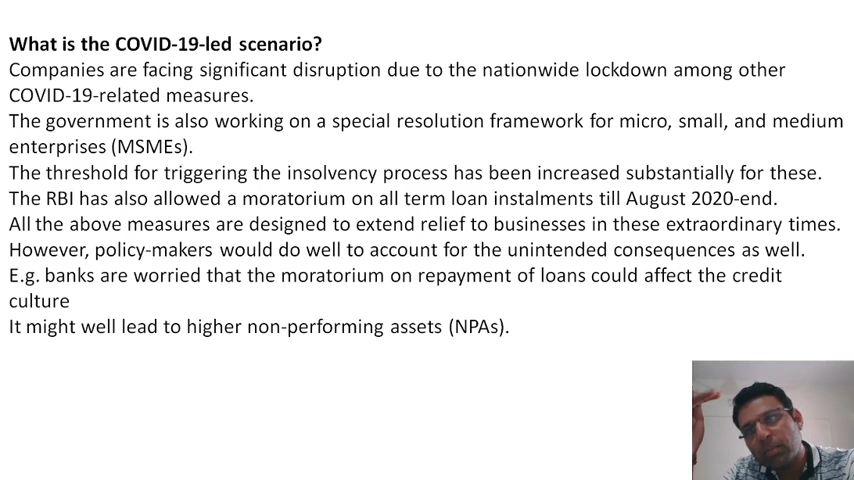 What is the COVID-19-led scenario?
Companies are facing significant disruption due to the nationwide lockdown among other
COVID-19-related measures.
The government is also working on a special resolution framework for micro, small, and medium
enterprises (MSMEs).
The threshold for triggering the insolvency process has been increased substantially for these.
The RBI has also allowed a moratorium on all term loan instalments till August 2020-end.
All the above measures are designed to extend relief to businesses in these extraordinary times.
However, policy-makers would do well to account for the unintended consequences as well.
E.g. banks are worried that the moratorium on repayment of loans could affect the credit
culture
It might well lead to higher non-performing assets (NPAs).